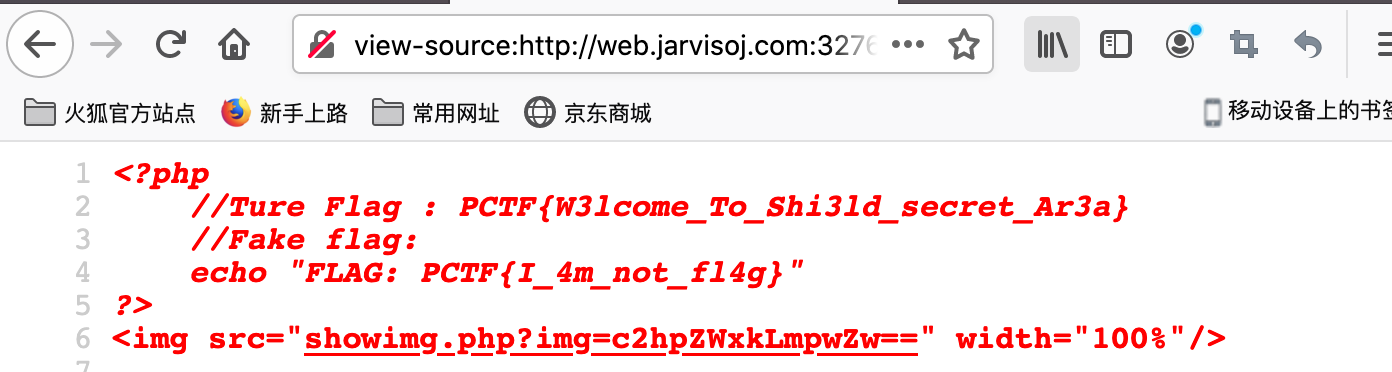 view-source:http://web.jarvisoj.com:3276
火狐官方站点 新手上路 常用网址 京东商城 移动设备上的书签
1 <?php
2 //Ture Flag : PCTF{W3lcome_To_Shi3ld_secret_Ar3a}
3 //Fake flag:
4 echo "FLAG: PCTF{I_4m_not_fl4g}"
5 ?>
6 <img src="showimg.php?img=c2hpZWxkLmpwZw==" width="100%"/>
7